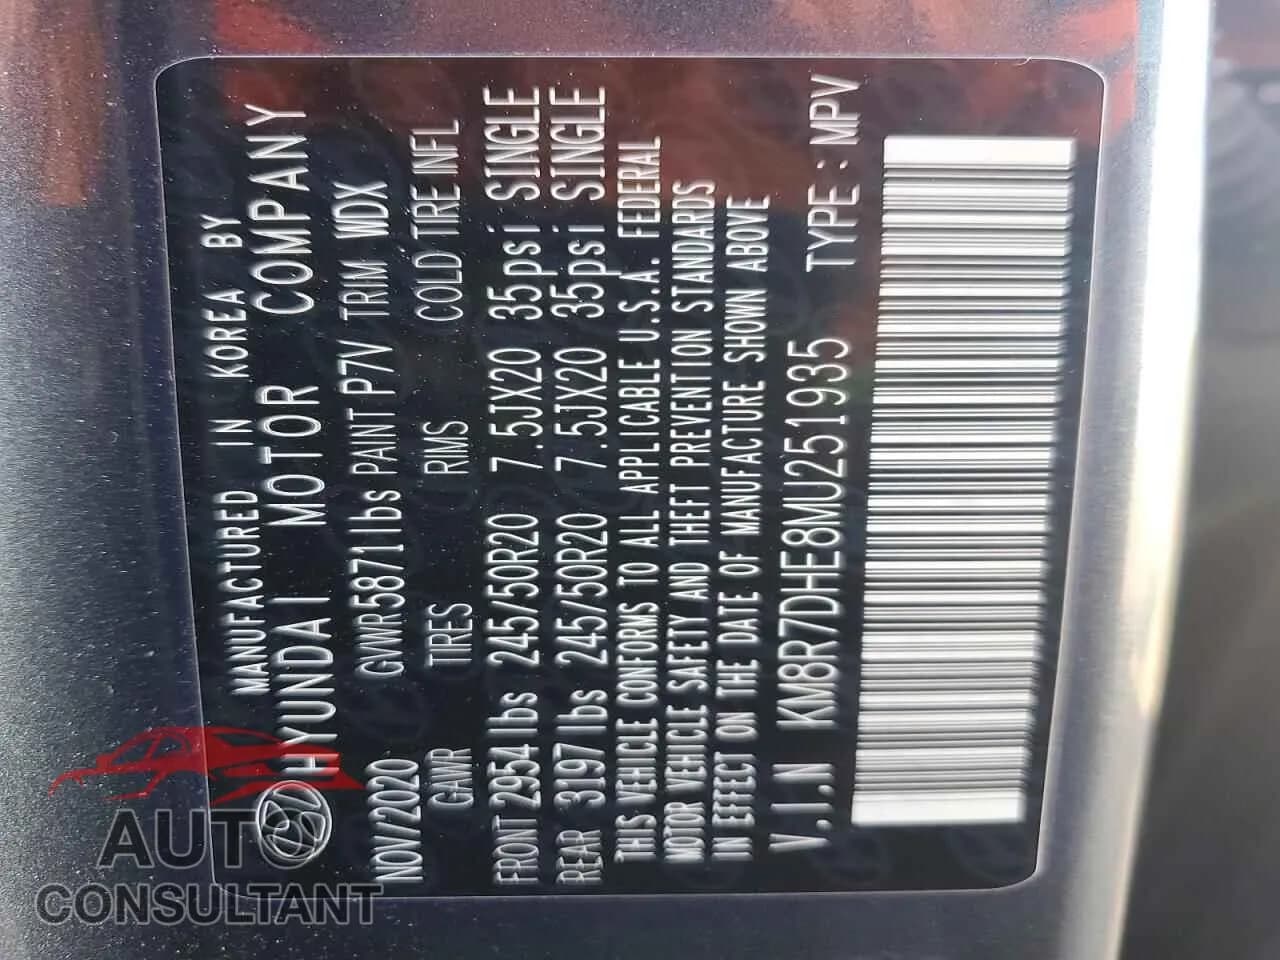 MANUFACTURED IN KOREA BY
HYUNDAI MOTOR COMPANY
NOV/2020 GVWR5871lbs PAINT P7V TRIM WDX
GAWR TIRES RIMS COLD TIRE INFL
FRONT 2954lbs 245/50R20 7.5JX20 35psi SINGLE
REAR 3197lbs 245/50R20 7.5JX20 35psi SINGLE
THIS VEHICLE CONFORMS TO ALL APPLICABLE U.S.A. FEDERAL
MOTOR VEHICLE SAFETY AND THEFT PREVENTION STANDARDS
IN EFFECT ON THE DATE OF MANUFACTURE SHOWN ABOVE
V.I.N KM8R7DHE8MU251935 TYPE : MPV
AUTO
CONSULTANT